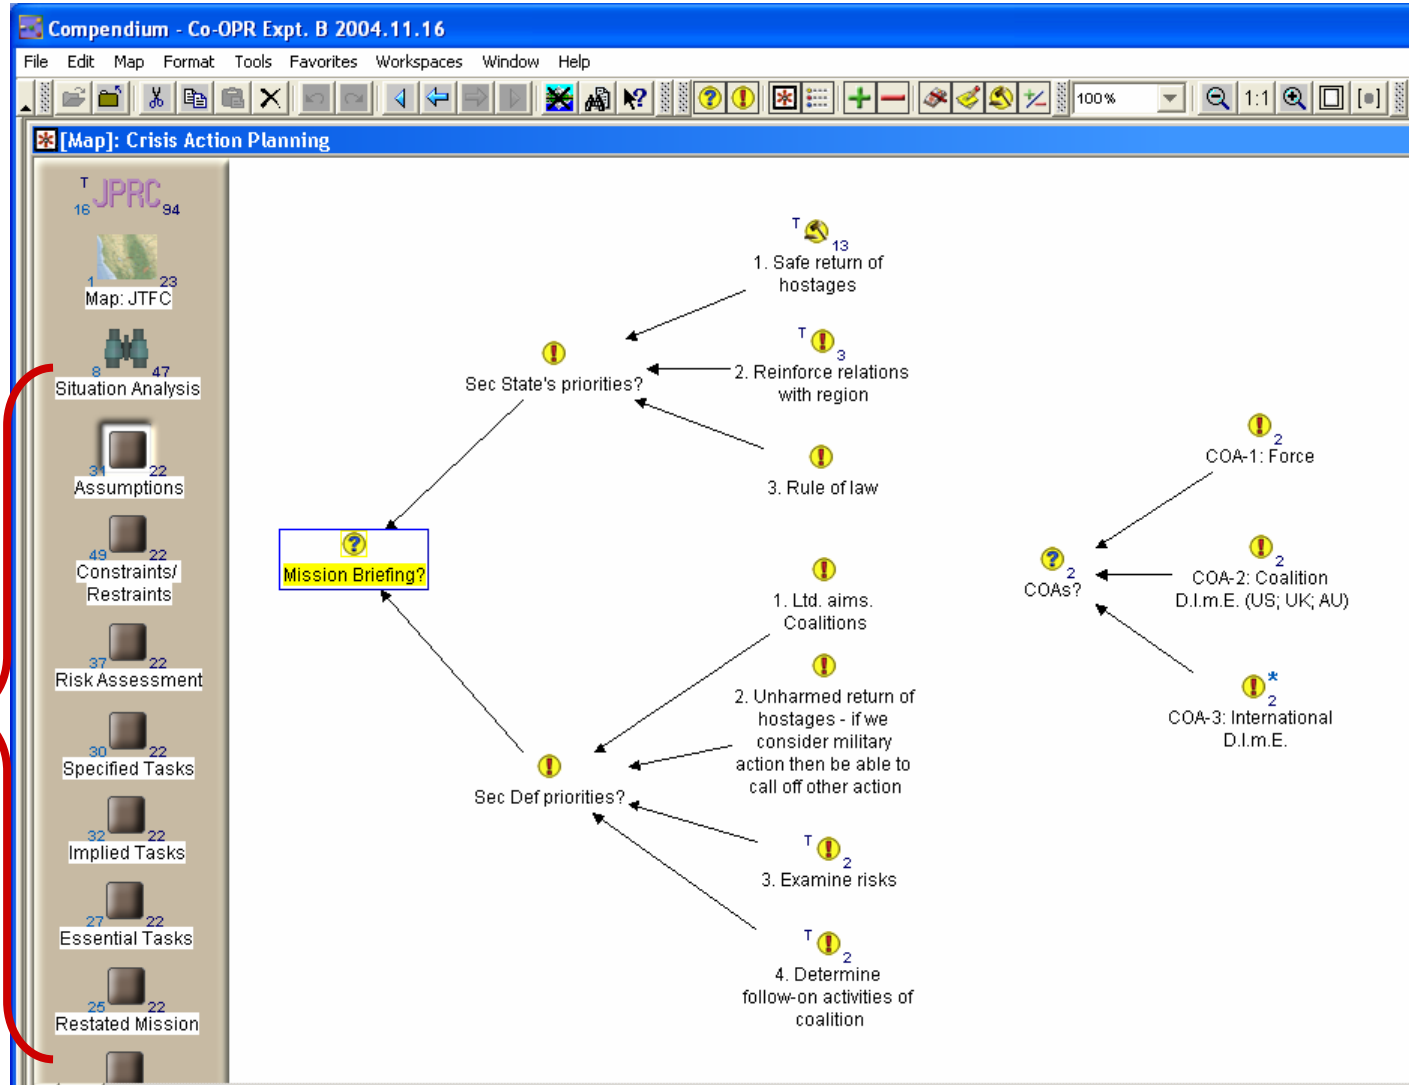 Compendium - Co-OPR Expt. B 2004.11.16
File Edit Map Format Tools Favorites Workspaces Window Help
100% 1:1
[Map]: Crisis Action Planning
T
JPRC
16 94
1 23
Map: JTFC
8 47
Situation Analysis
31 22
Assumptions
49 22
Constraints/
Restraints
37 22
Risk Assessment
30 22
Specified Tasks
32 22
Implied Tasks
27 22
Essential Tasks
25 22
Restated Mission
T
13
1. Safe return of
hostages
T
3
2. Reinforce relations
with region
3. Rule of law
Sec State's priorities?
Mission Briefing?
1. Ltd. aims.
Coalitions
2. Unharmed return of
hostages - if we
consider military
action then be able to
call off other action
Sec Def priorities?
T
2
3. Examine risks
T
2
4. Determine
follow-on activities of
coalition
2
COA-1: Force
2
COAs?
2
COA-2: Coalition
D.I.m.E. (US; UK; AU)
*
2
COA-3: International
D.I.m.E.